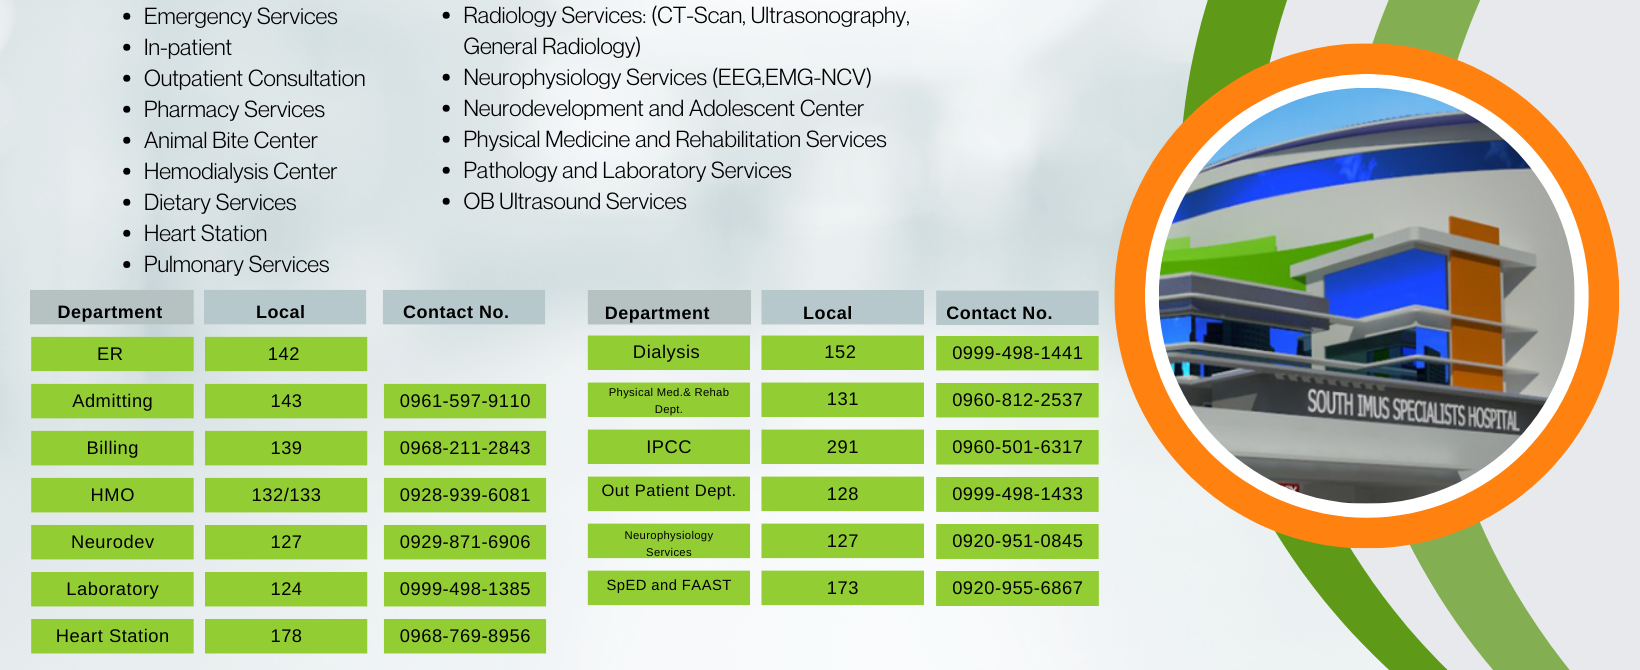 Emergency Services
In-patient
Outpatient Consultation
Pharmacy Services
Animal Bite Center
Hemodialysis Center
Dietary Services
Heart Station
Pulmonary Services
Radiology Services: (CT-Scan, Ultrasonography,
General Radiology)
Neurophysiology Services (EEG,EMG-NCV)
Neurodevelopment and Adolescent Center
Physical Medicine and Rehabilitation Services
Pathology and Laboratory Services
OB Ultrasound Services
Department Local Contact No.
ER 142
Admitting 143 0961-597-9110
Billing 139 0968-211-2843
HMO 132/133 0928-939-6081
Neurodev 127 0929-871-6906
Laboratory 124 0999-498-1385
Heart Station 178 0968-769-8956
Department Local Contact No.
Dialysis 152 0999-498-1441
Physical Med.& Rehab
Dept. 131 0960-812-2537
IPCC 291 0960-501-6317
Out Patient Dept. 128 0999-498-1433
Neurophysiology
Services 127 0920-951-0845
SpED and FAAST 173 0920-955-6867
SOUTH IMUS SPECIALISTS HOSPITAL